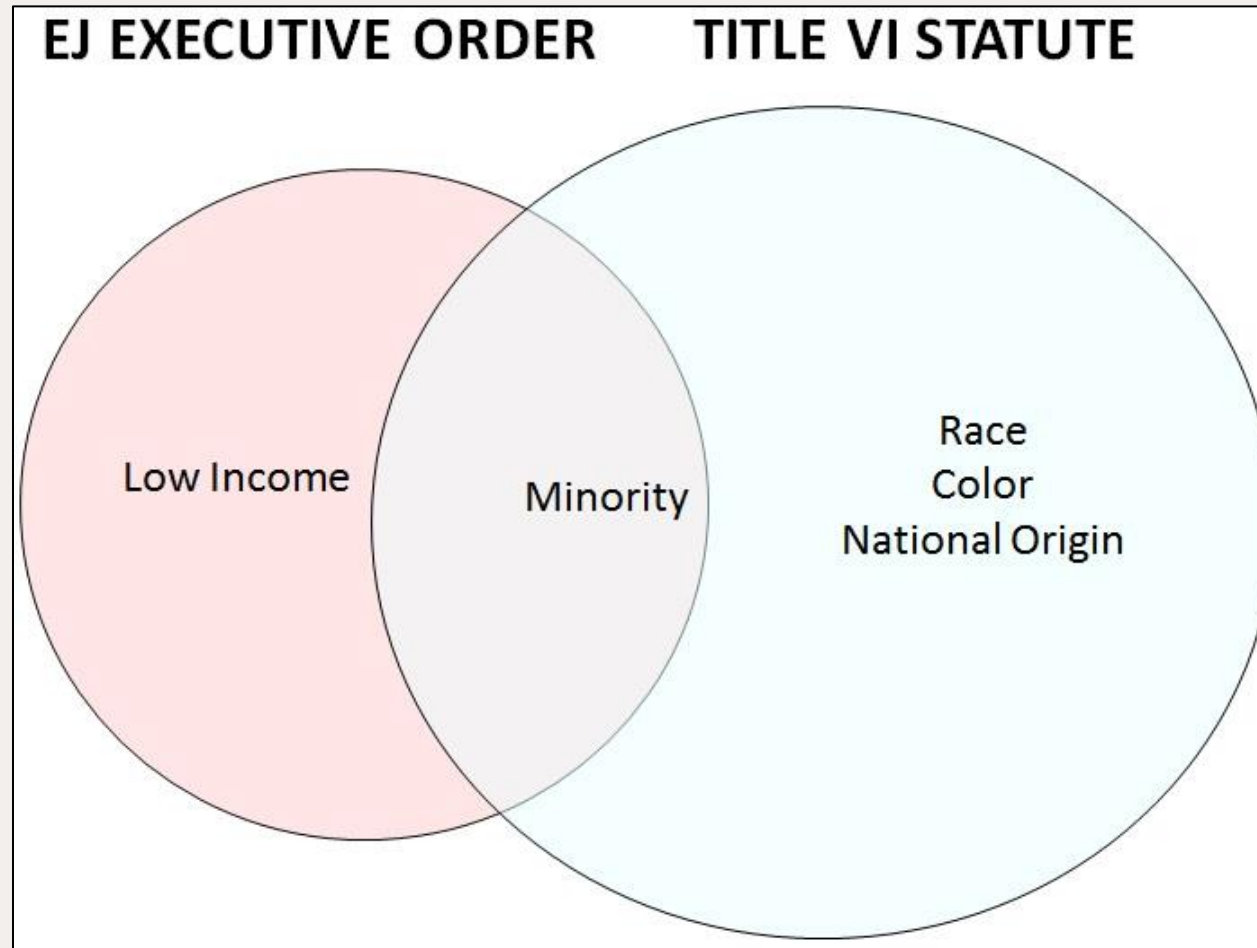 EJ EXECUTIVE ORDER TITLE VI STATUTE
Low Income
Minority
Race
Color
National Origin